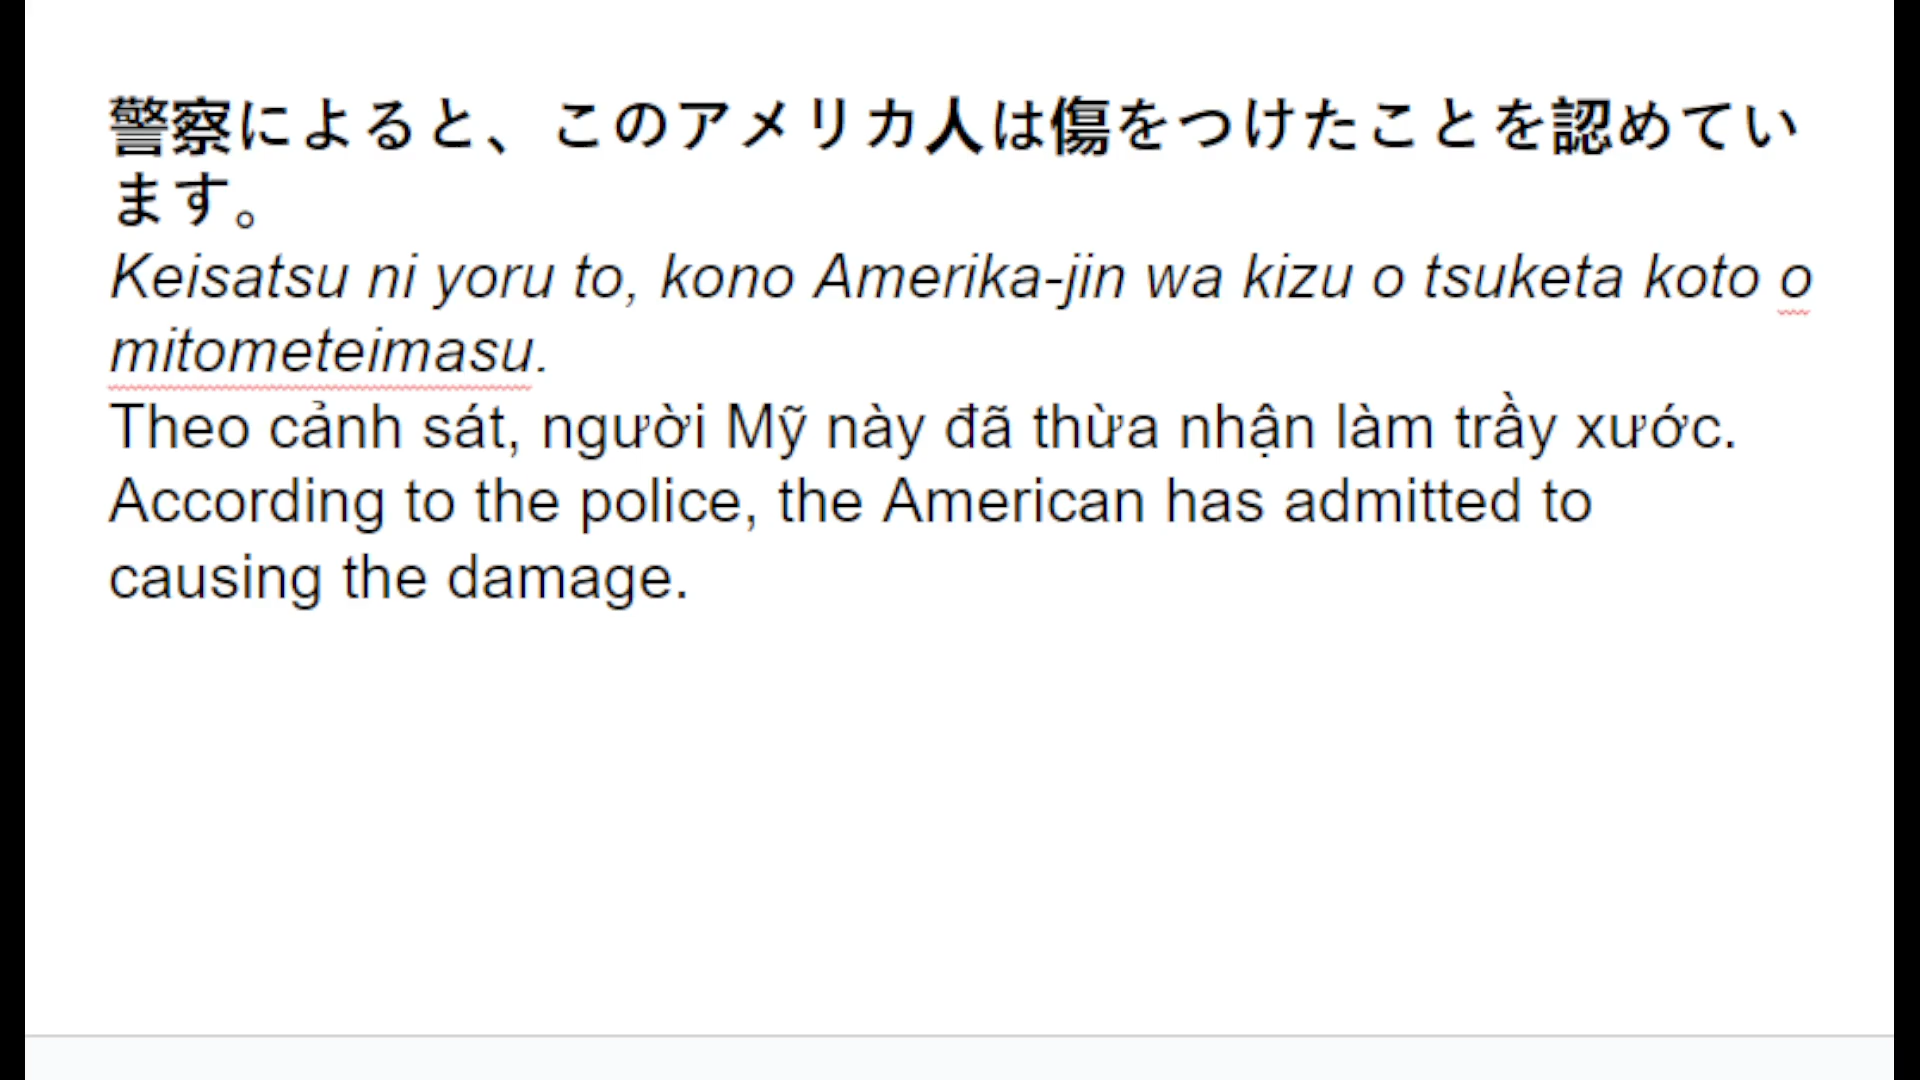 警察によると、このアメリカ人は傷をつけたことを認めてい
ます。
Keisatsu ni yoru to, kono Amerika-jin wa kizu o tsuketa koto o
mitometeimasu.
Theo cảnh sát, người Mỹ này đã thừa nhận làm trầy xước.
According to the police, the American has admitted to
causing the damage.